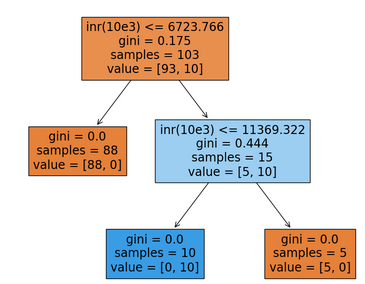 inr(10e3) <= 6723.766
gini = 0.175
samples = 103
value = [93, 10]
gini = 0.0
samples = 88
value = [88, 0]
inr(10e3) <= 11369.322
gini = 0.444
samples = 15
value = [5, 10]
gini = 0.0
samples = 10
value = [0, 10]
gini = 0.0
samples = 5
value = [5, 0]